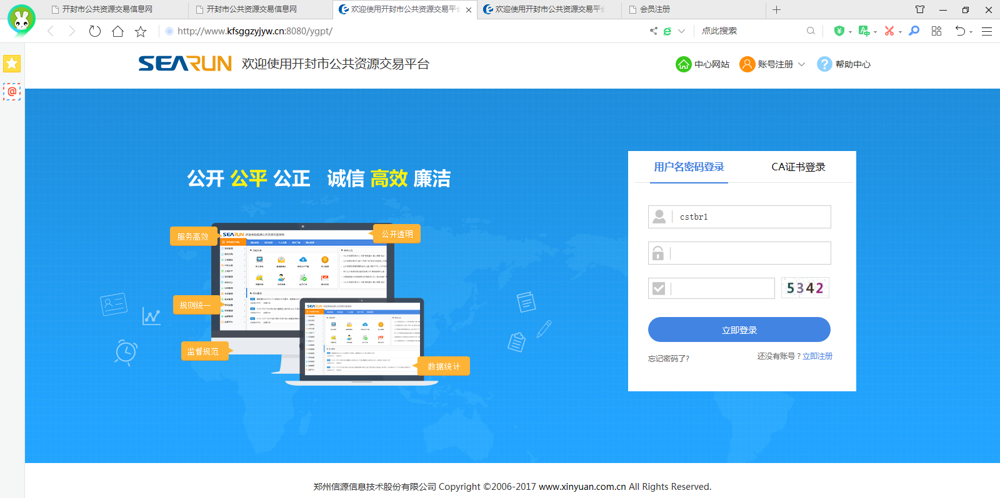 开封市公共资源交易信息网
开封市公共资源交易信息网
欢迎使用开封市公共资源交易平台
欢迎使用开封市公共资源交易平台
会员注册
http://www.kfsggzyjyw.cn:8080/ygpt/
点此搜索
SEARUN 欢迎使用开封市公共资源交易平台
中心网站
账号注册
帮助中心
公开 公平 公正 诚信 高效 廉洁
服务高效
公开透明
规则统一
监督规范
数据统计
用户名密码登录
CA证书登录
cstbrl
5342
立即登录
忘记密码了?
还没有账号？立即注册
郑州信源信息技术股份有限公司 Copyright ©2006-2017 www.xinyuan.com.cn All Rights Reserved.